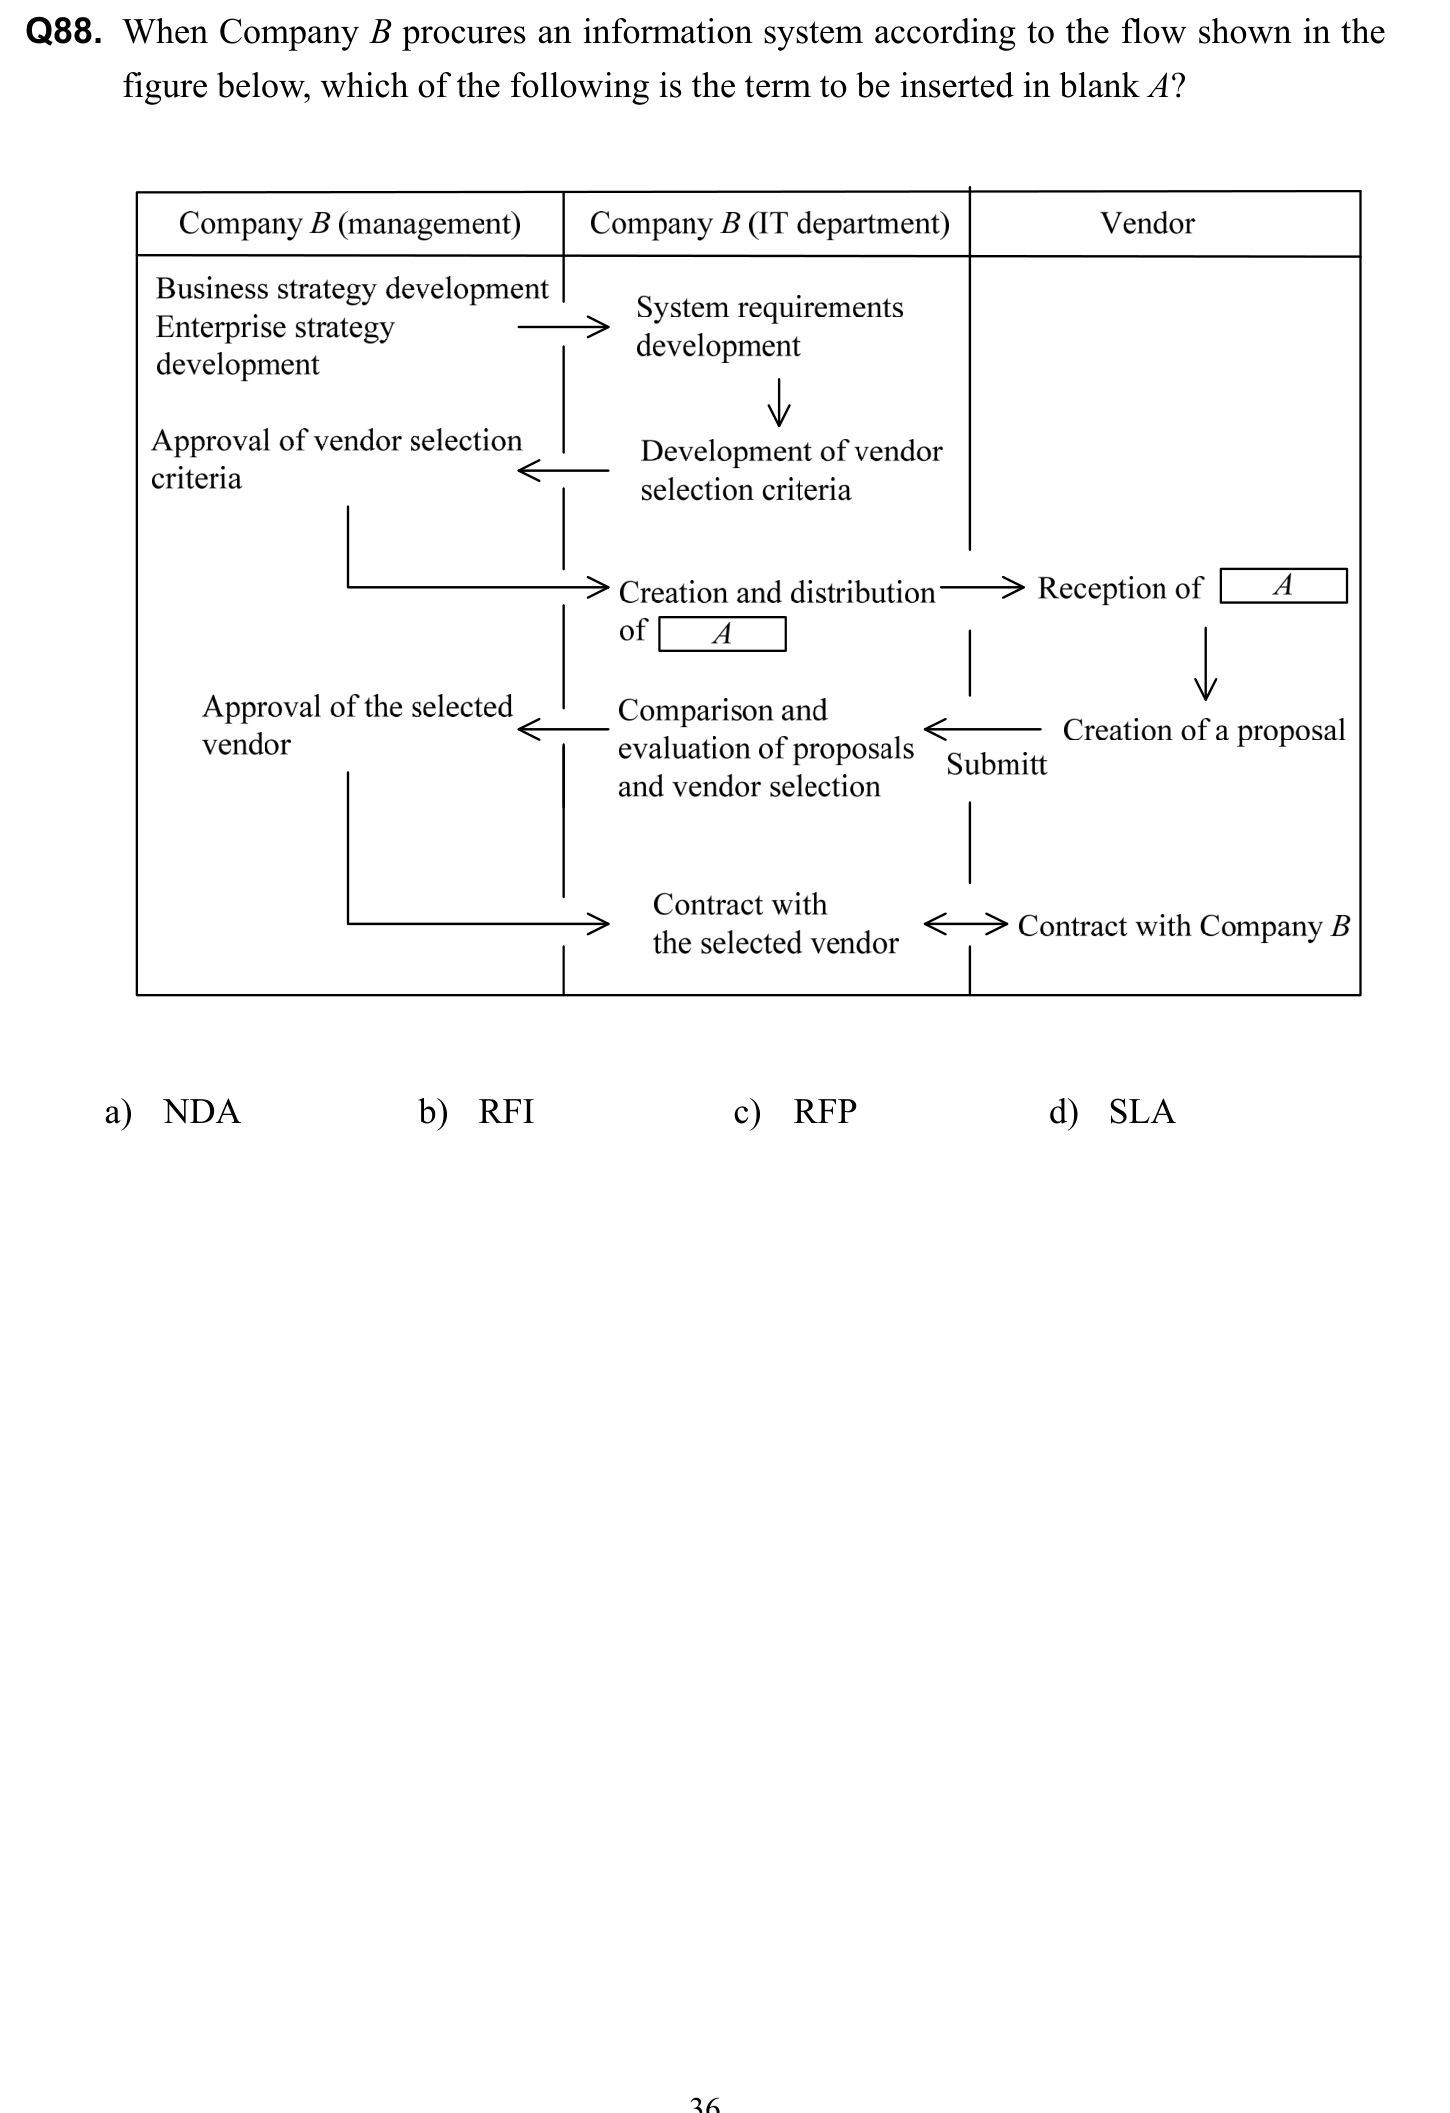 Q88. When Company B procures an information system according to the flow shown in the
figure below, which of the following is the term to be inserted in blank A?
Company B (management)
Company B (IT department)
Vendor
Business strategy development
Enterprise strategy
development
System requirements
development
Approval of vendor selection
criteria
Development of vendor
selection criteria
Creation and distribution
of A
Reception of A
Approval of the selected
vendor
Comparison and
evaluation of proposals
and vendor selection
Submitt
Creation of a proposal
Contract with
the selected vendor
Contract with Company B
a) NDA b) RFI c) RFP d) SLA
36